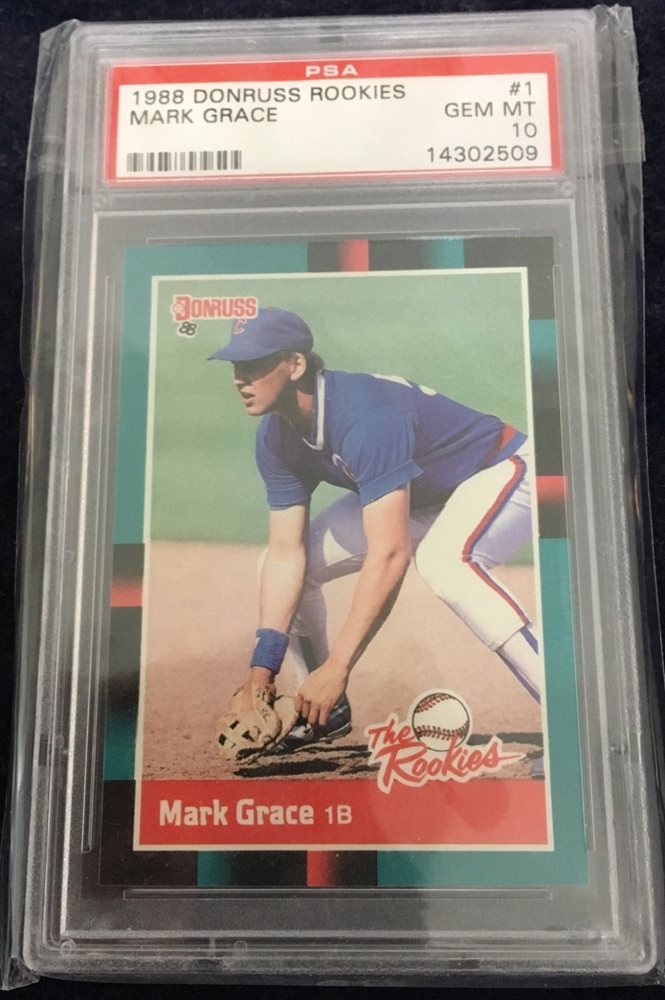 PSA
1988 DONRUSS ROOKIES #1
MARK GRACE GEM MT
10
14302509
DONRUSS
88
C
The
Rookies
Mark Grace 1B